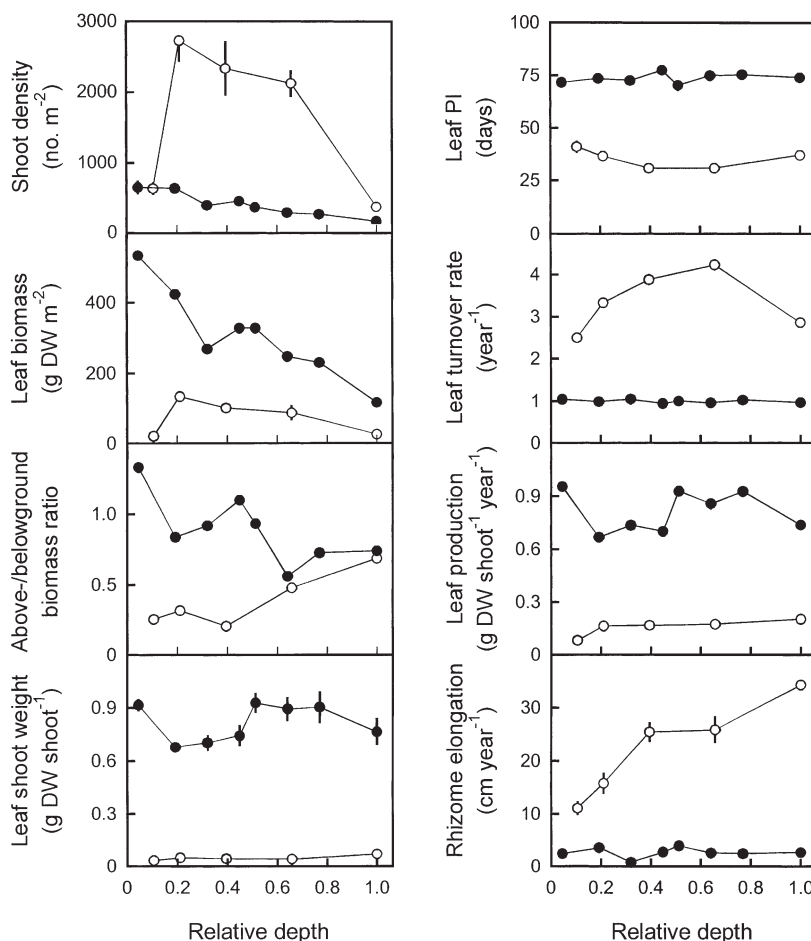 Shoot density
(no. m-2)
3000
2000
1000
0
Leaf biomass
(g DW m-2)
400
200
0
Above-/belowground
biomass ratio
1.0
0.5
0
Leaf shoot weight
(g DW shoot-1)
0.9
0.6
0.3
0
0 0.2 0.4 0.6 0.8 1.0
Relative depth
Leaf PI
(days)
100
75
50
25
0
Leaf turnover rate
(year-1)
4
3
2
1
0
Leaf production
(g DW shoot-1 year-1)
0.9
0.6
0.3
0
Rhizome elongation
(cm year-1)
30
20
10
0
0 0.2 0.4 0.6 0.8 1.0
Relative depth